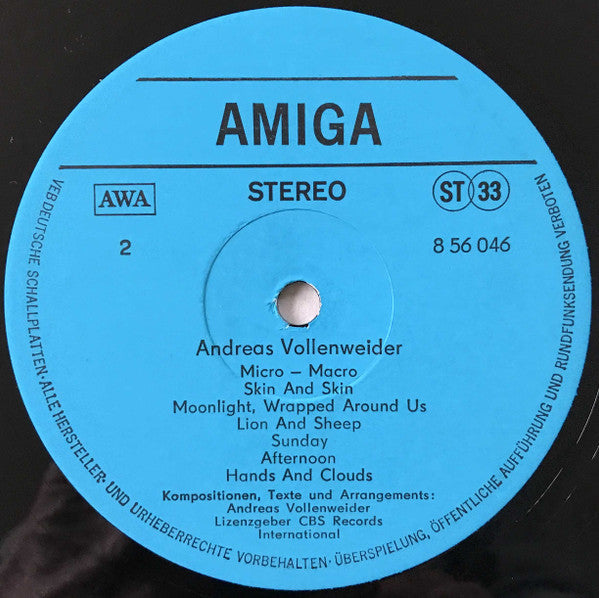 AMIGA
AWA
STEREO
ST 33
2
8 56 046
Andreas Vollenweider
Micro – Macro
Skin And Skin
Moonlight, Wrapped Around Us
Lion And Sheep
Sunday
Afternoon
Hands And Clouds
Kompositionen, Texte und Arrangements:
Andreas Vollenweider
Lizenzgeber CBS Records
International
VEB DEUTSCHE SCHALLPLATTEN · ALLE HERSTELLER- UND URHEBERRECHTE VORBEHALTEN · ÜBERSPIELUNG, ÖFFENTLICHE AUFFÜHRUNG UND RUNDFUNKSENDUNG VERBOTEN